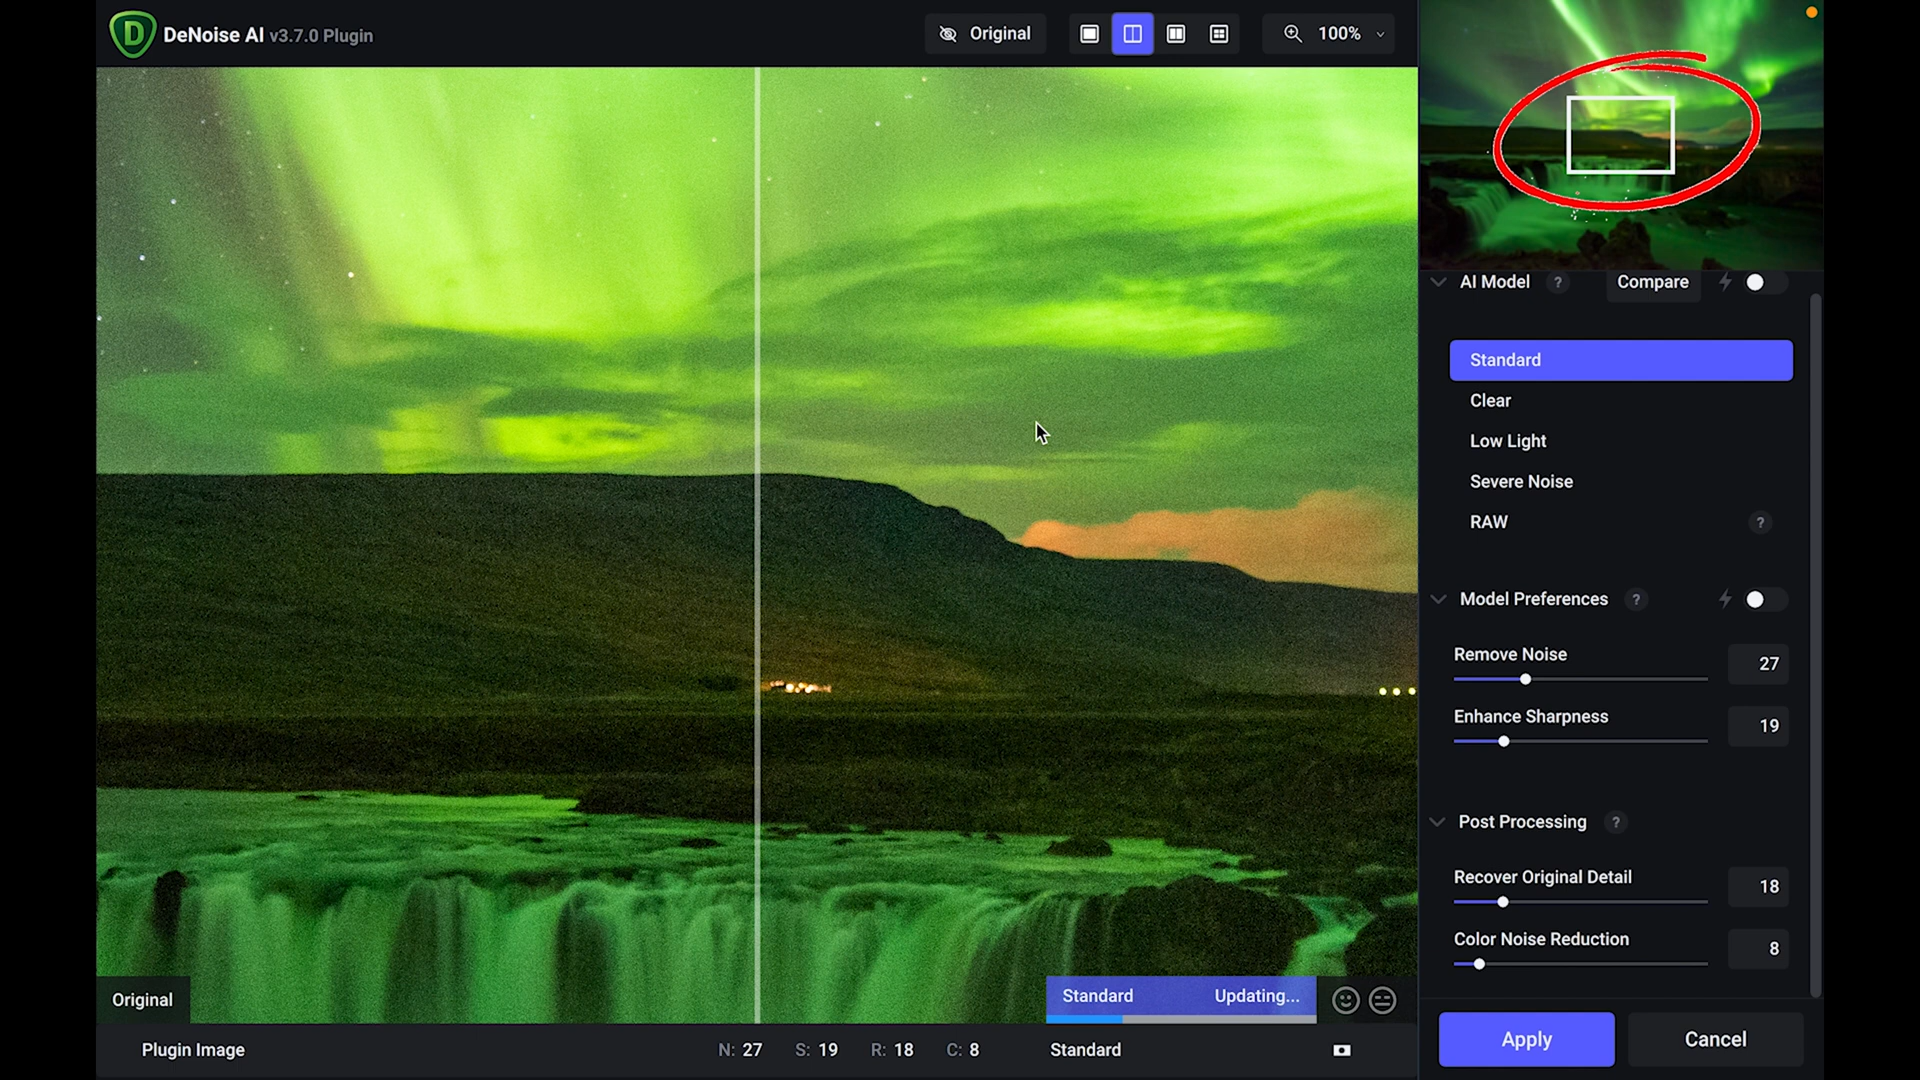 DeNoise AI v3.7.0 Plugin
Original
100%
AI Model ? Compare
Standard
Clear
Low Light
Severe Noise
RAW ?
Model Preferences ?
Remove Noise 27
Enhance Sharpness 19
Post Processing ?
Recover Original Detail 18
Color Noise Reduction 8
Original
Standard Updating...
Plugin Image N: 27 S: 19 R: 18 C: 8 Standard
Apply Cancel